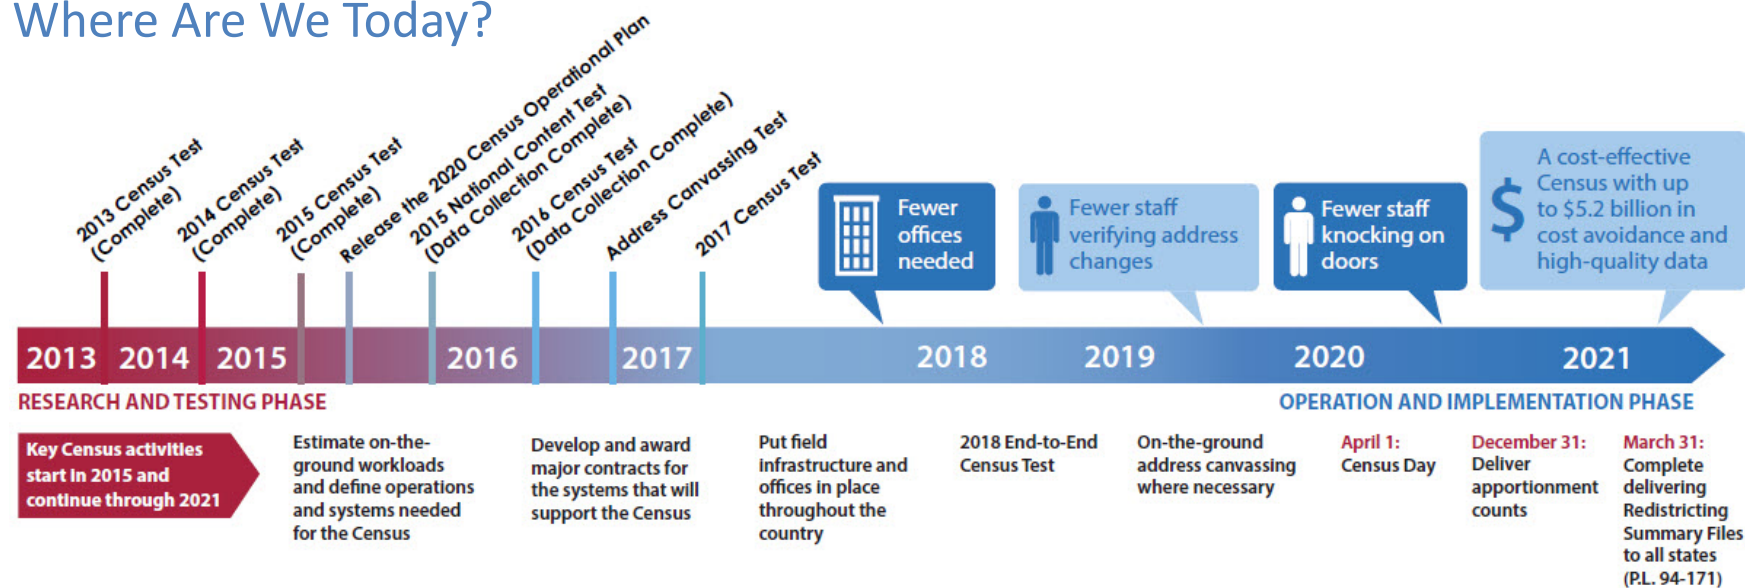 Where Are We Today?
2013 Census Test
(Complete)
2014 Census Test
(Complete)
2015 Census Test
(Complete)
Release the 2020 Census Operational Plan
2015 National Content Test
(Data Collection Complete)
2016 Census Test
(Data Collection Complete)
Address Canvassing Test
2017 Census Test
Fewer
offices
needed
Fewer staff
verifying address
changes
Fewer staff
knocking on
doors
$
A cost-effective
Census with up
to $5.2 billion in
cost avoidance and
high-quality data
2013 2014 2015 2016 2017 2018 2019 2020 2021
RESEARCH AND TESTING PHASE
OPERATION AND IMPLEMENTATION PHASE
Key Census activities
start in 2015 and
continue through 2021
Estimate on-the-
ground workloads
and define operations
and systems needed
for the Census
Develop and award
major contracts for
the systems that will
support the Census
Put field
infrastructure and
offices in place
throughout the
country
2018 End-to-End
Census Test
On-the-ground
address canvassing
where necessary
April 1:
Census Day
December 31:
Deliver
apportionment
counts
March 31:
Complete
delivering
Redistricting
Summary Files
to all states
(P.L. 94-171)